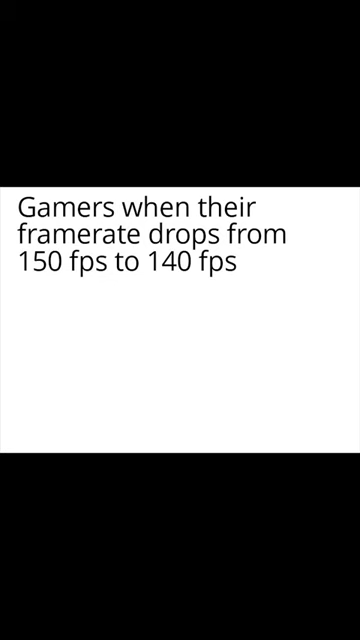 Gamers when their
framerate drops from
150 fps to 140 fps